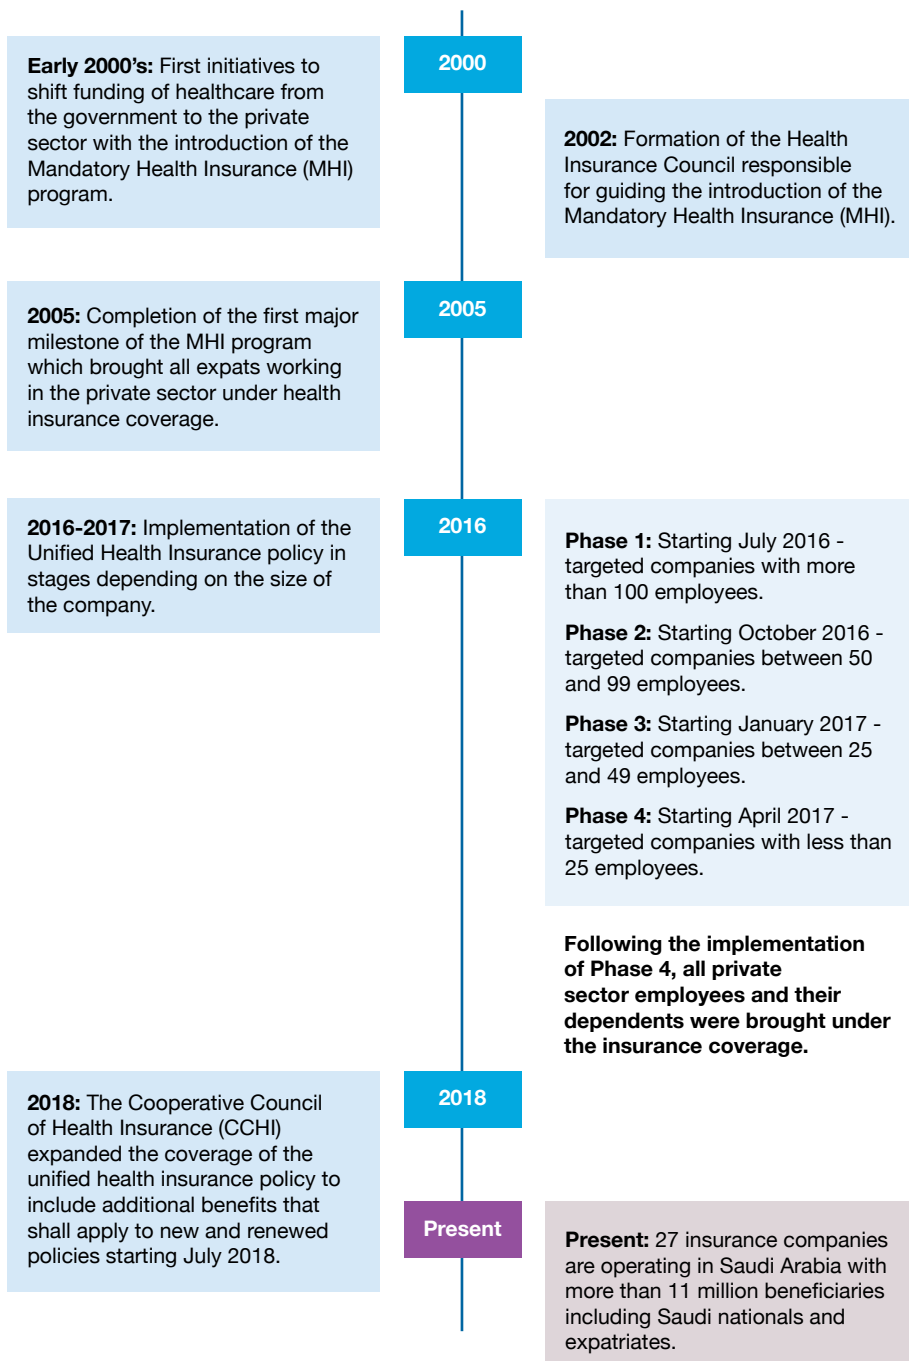 2000
Early 2000's: First initiatives to
shift funding of healthcare from
the government to the private
sector with the introduction of the
Mandatory Health Insurance (MHI)
program.
2002: Formation of the Health
Insurance Council responsible
for guiding the introduction of the
Mandatory Health Insurance (MHI).
2005
2005: Completion of the first major
milestone of the MHI program
which brought all expats working
in the private sector under health
insurance coverage.
2016
2016-2017: Implementation of the
Unified Health Insurance policy in
stages depending on the size of
the company.
Phase 1: Starting July 2016 -
targeted companies with more
than 100 employees.
Phase 2: Starting October 2016 -
targeted companies between 50
and 99 employees.
Phase 3: Starting January 2017 -
targeted companies between 25
and 49 employees.
Phase 4: Starting April 2017 -
targeted companies with less than
25 employees.
Following the implementation
of Phase 4, all private
sector employees and their
dependents were brought under
the insurance coverage.
2018
2018: The Cooperative Council
of Health Insurance (CCHI)
expanded the coverage of the
unified health insurance policy to
include additional benefits that
shall apply to new and renewed
policies starting July 2018.
Present
Present: 27 insurance companies
are operating in Saudi Arabia with
more than 11 million beneficiaries
including Saudi nationals and
expatriates.